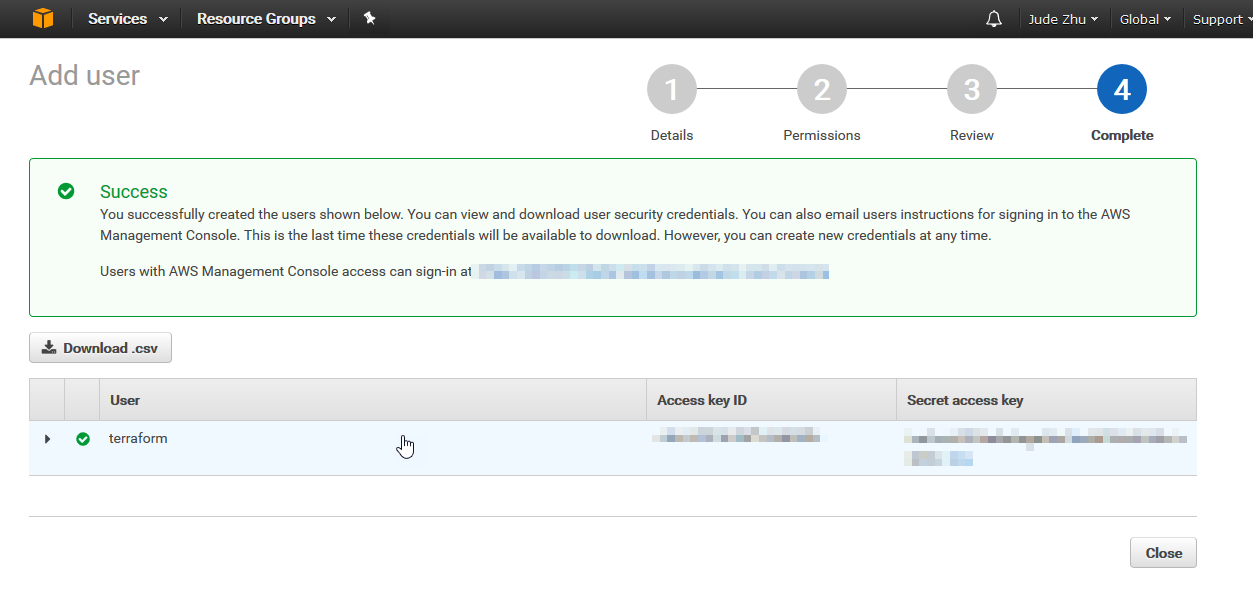 Services Resource Groups Jude Zhu Global Support
Add user
1 2 3 4
Details Permissions Review Complete
Success
You successfully created the users shown below. You can view and download user security credentials. You can also email users instructions for signing in to the AWS
Management Console. This is the last time these credentials will be available to download. However, you can create new credentials at any time.
Users with AWS Management Console access can sign-in at
Download .csv
User Access key ID Secret access key
terraform
Close